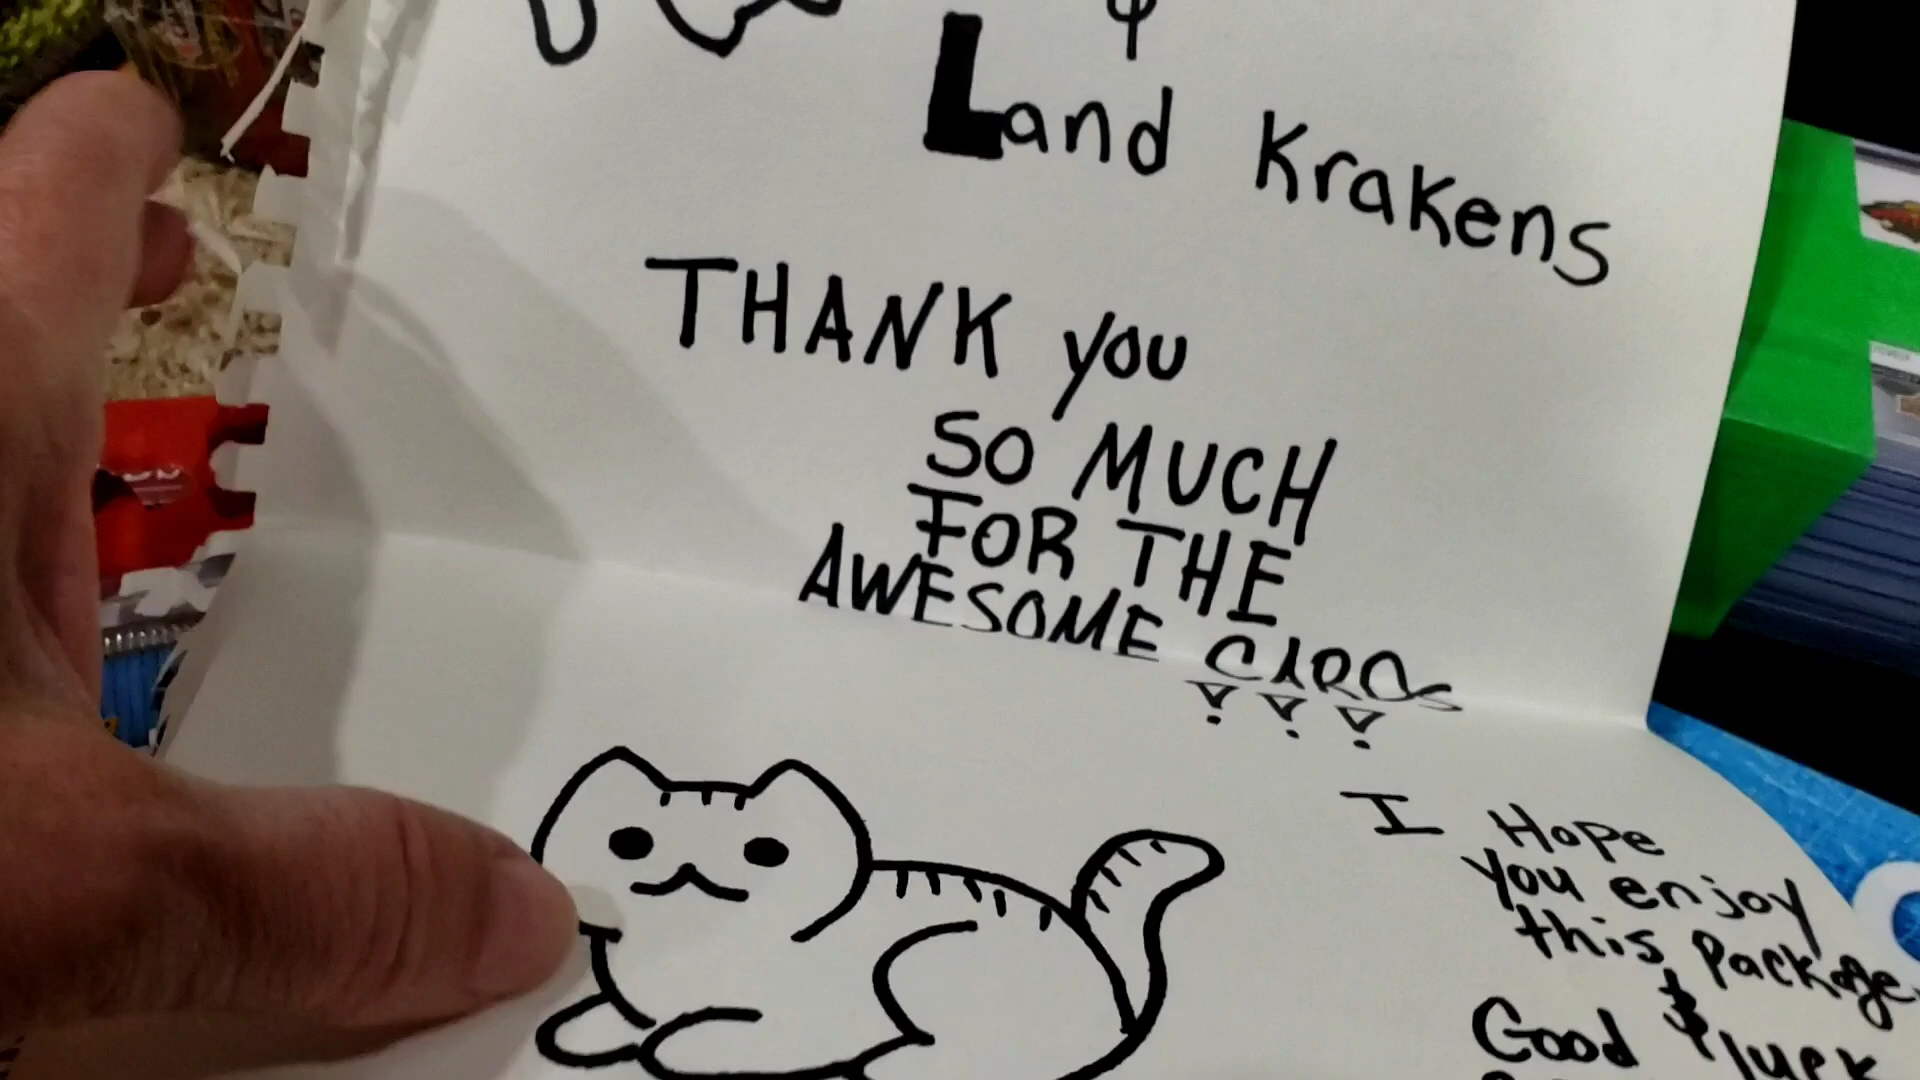 &
Land Krakens
THANK you
SO MUCH
FOR THE
AWESOME CARDS
!!!
I Hope
you enjoy
this package
&
Good luck